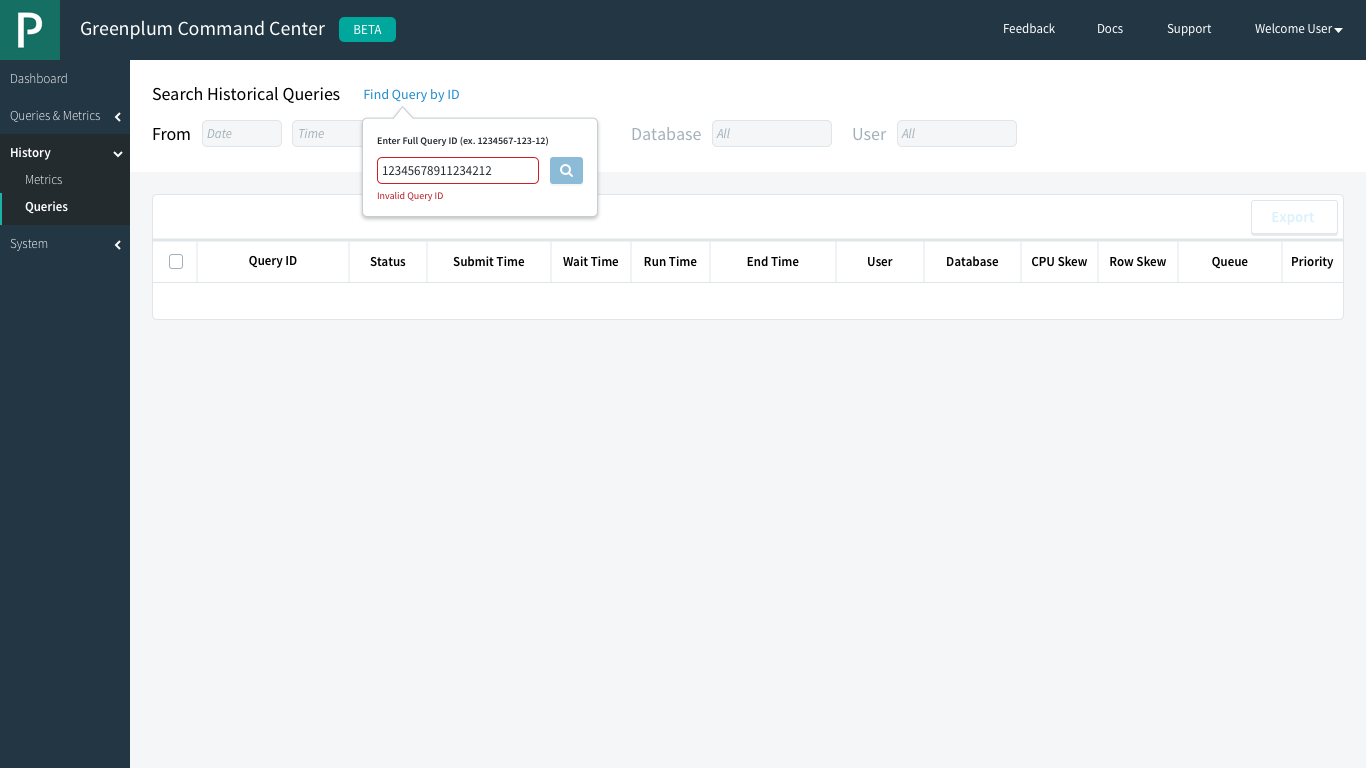 P
Greenplum Command Center
BETA
Feedback
Docs
Support
Welcome User
Dashboard
Queries & Metrics
History
Metrics
Queries
System
Search Historical Queries
Find Query by ID
From
Date
Time
Database
All
User
All
Enter Full Query ID (ex. 1234567-123-12)
12345678911234212
Invalid Query ID
Export
Query ID
Status
Submit Time
Wait Time
Run Time
End Time
User
Database
CPU Skew
Row Skew
Queue
Priority